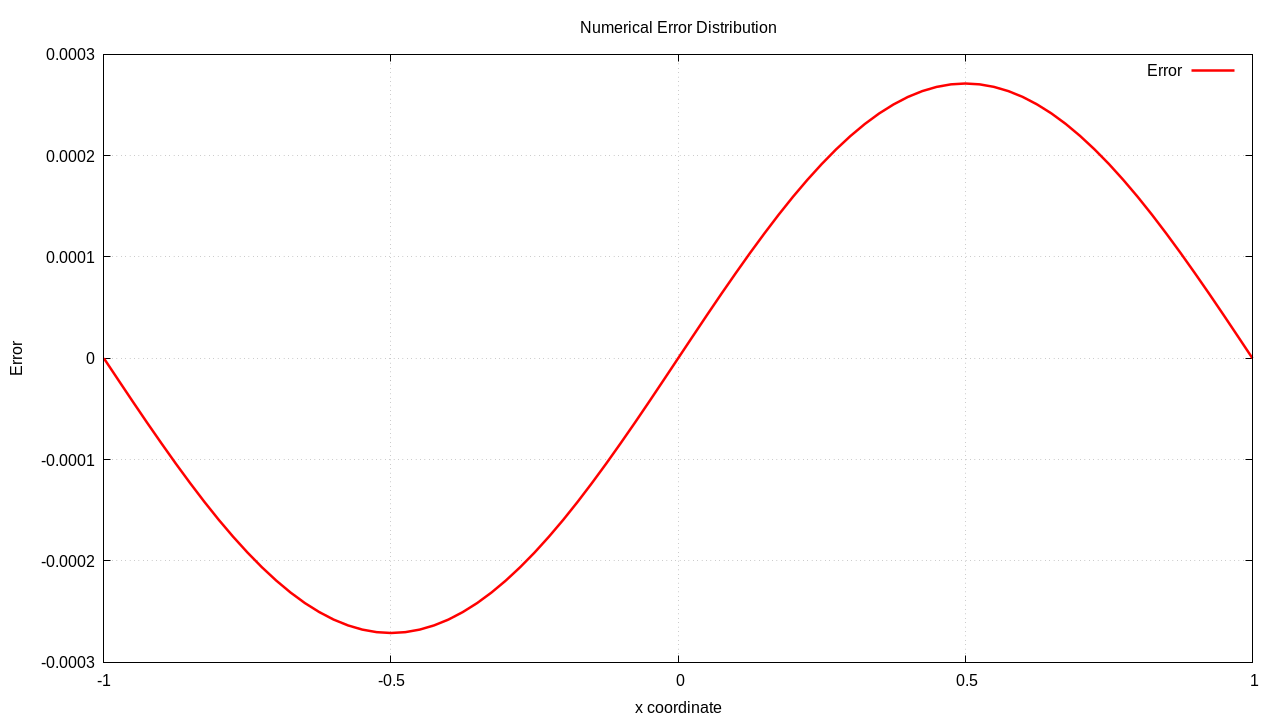 Numerical Error Distribution
Error
0.0003
0.0002
0.0001
0
-0.0001
-0.0002
-0.0003
Error
-1 -0.5 0 0.5 1
x coordinate